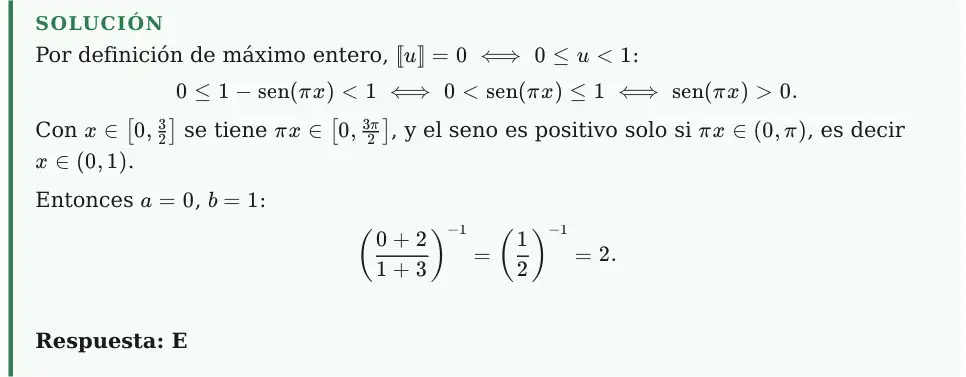 SOLUCIÓN
Por definición de máximo entero, ⟦u⟧ = 0 ⟺ 0 ≤ u < 1:
0 ≤ 1 − sen(πx) < 1 ⟺ 0 < sen(πx) ≤ 1 ⟺ sen(πx) > 0.
Con x ∈ [0, 3/2] se tiene πx ∈ [0, 3π/2], y el seno es positivo solo si πx ∈ (0, π), es decir
x ∈ (0, 1).
Entonces a = 0, b = 1:
((0 + 2)/(1 + 3))^−1 = (1/2)^−1 = 2.
Respuesta: E